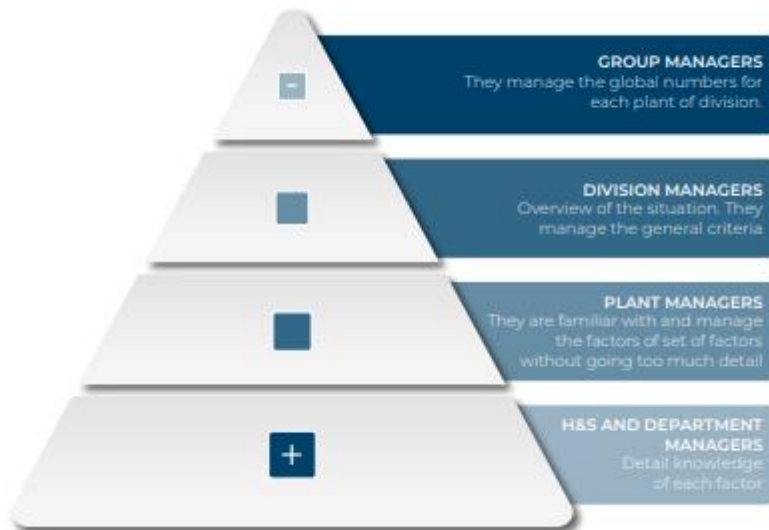 GROUP MANAGERS
They manage the global numbers for
each plant of division.
DIVISION MANAGERS
Overview of the situation. They
manage the general criteria
PLANT MANAGERS
They are familiar with and manage
the factors of set of factors
without going too much detail
H&S AND DEPARTMENT
MANAGERS
Detail knowledge
of each factor